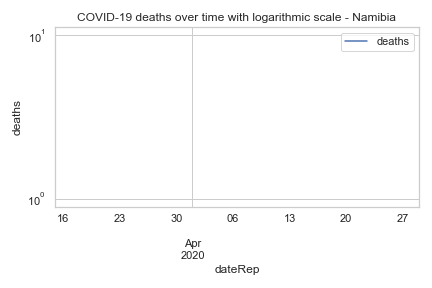 COVID-19 deaths over time with logarithmic scale - Namibia
deaths
10¹
deaths
10⁰
16 23 30 06 13 20 27
Apr
2020
dateRep